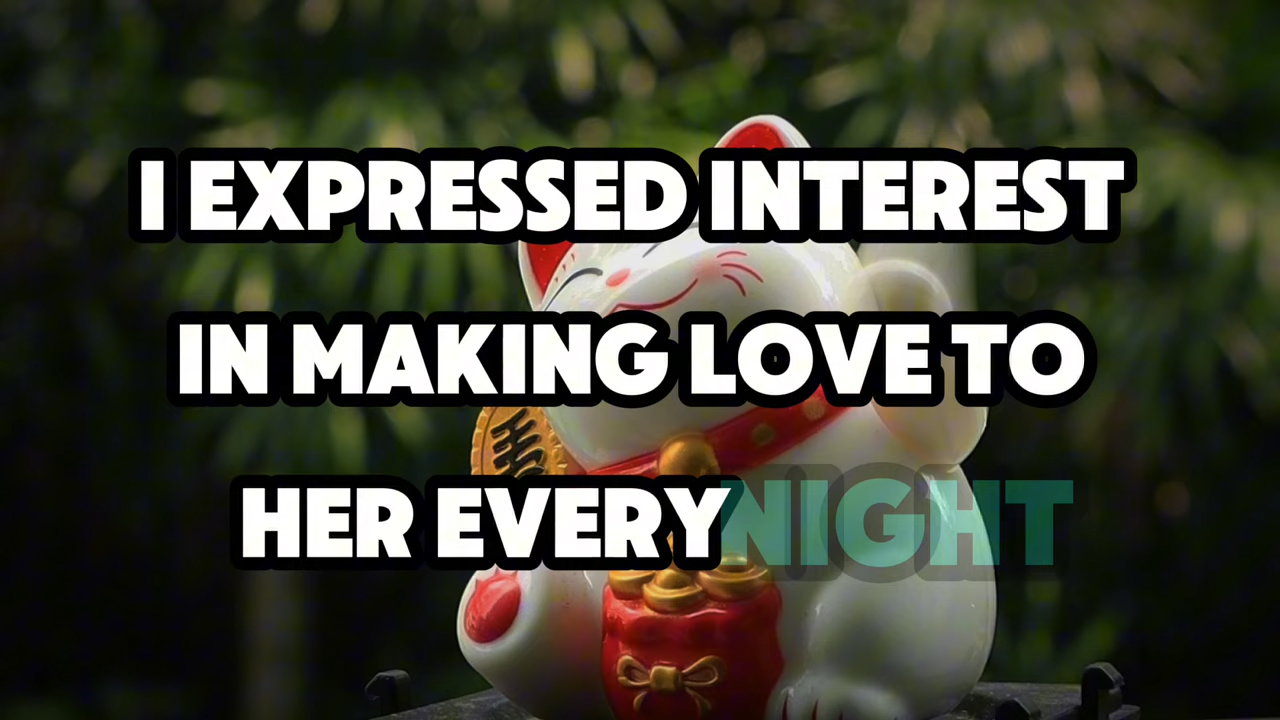 I EXPRESSED INTEREST
IN MAKING LOVE TO
HER EVERY NIGHT